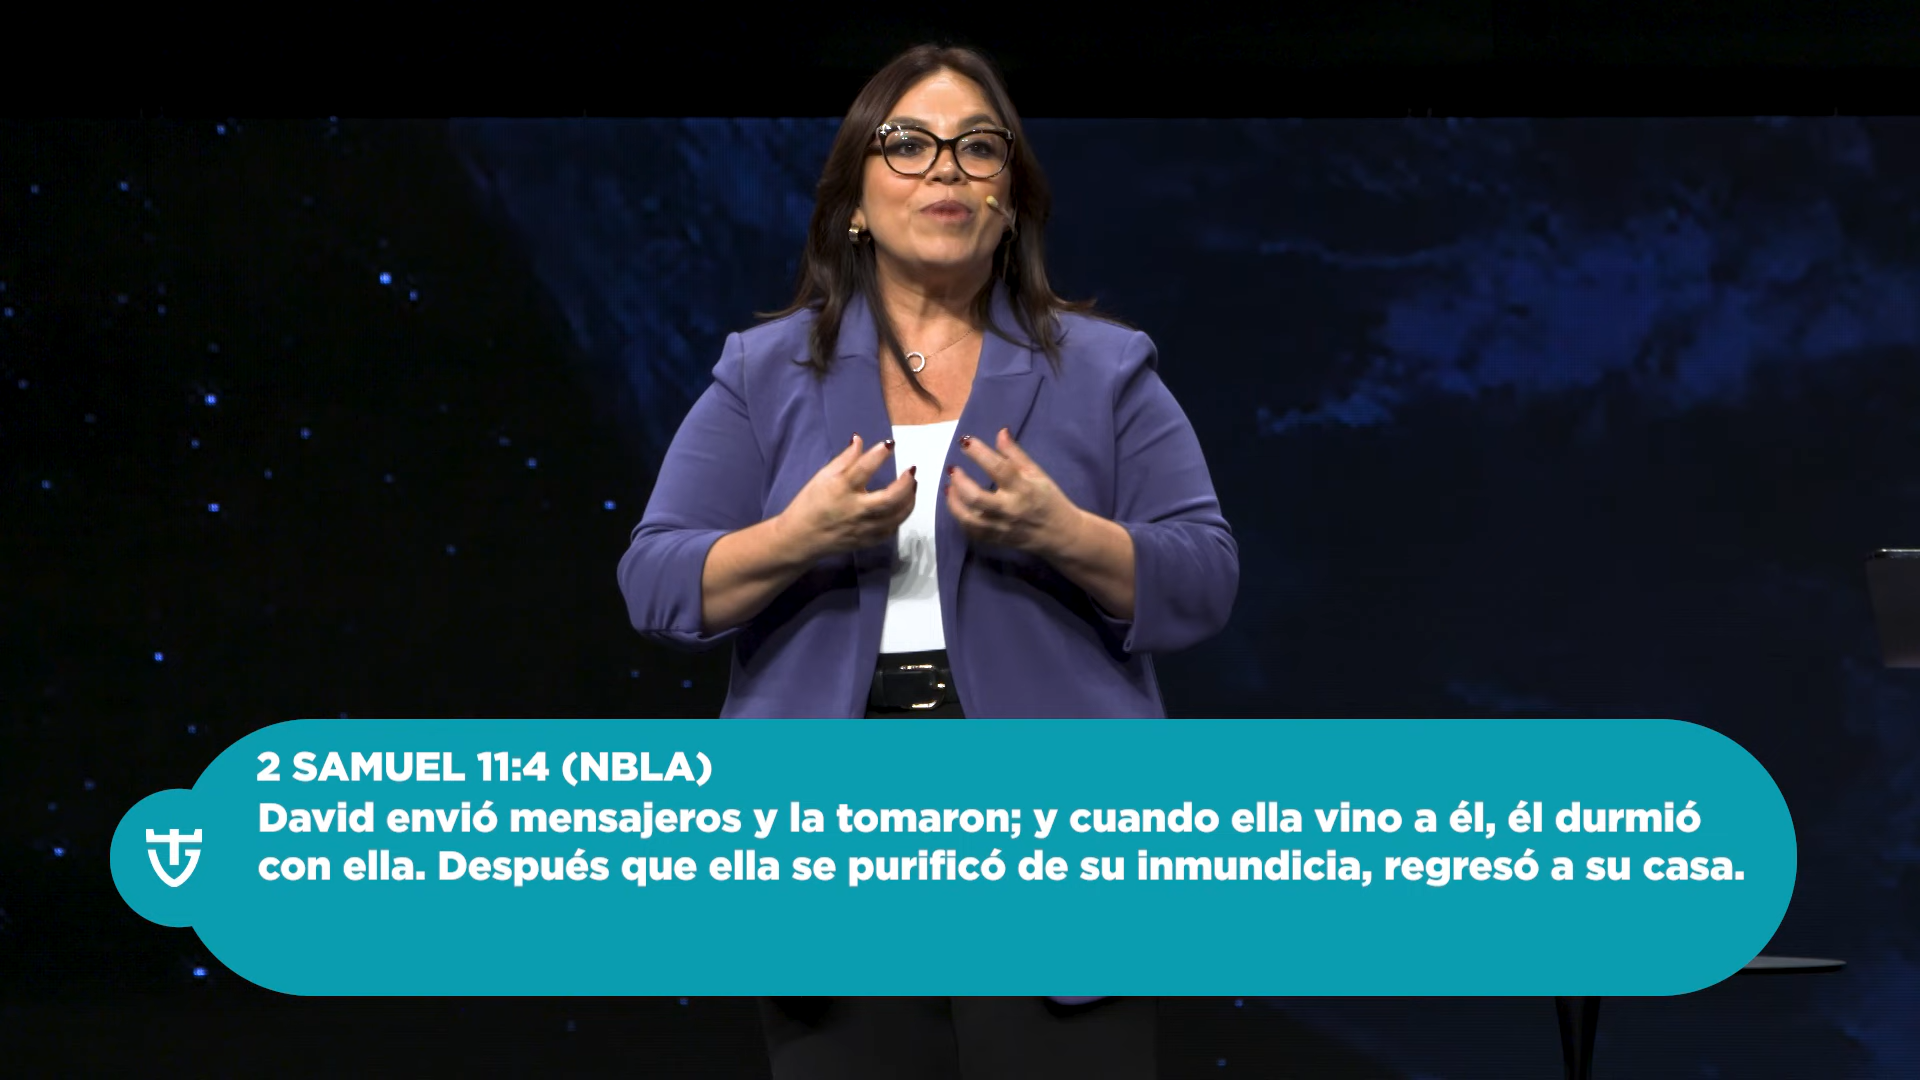 2 SAMUEL 11:4 (NBLA)
David envió mensajeros y la tomaron; y cuando ella vino a él, él durmió
con ella. Después que ella se purificó de su inmundicia, regresó a su casa.